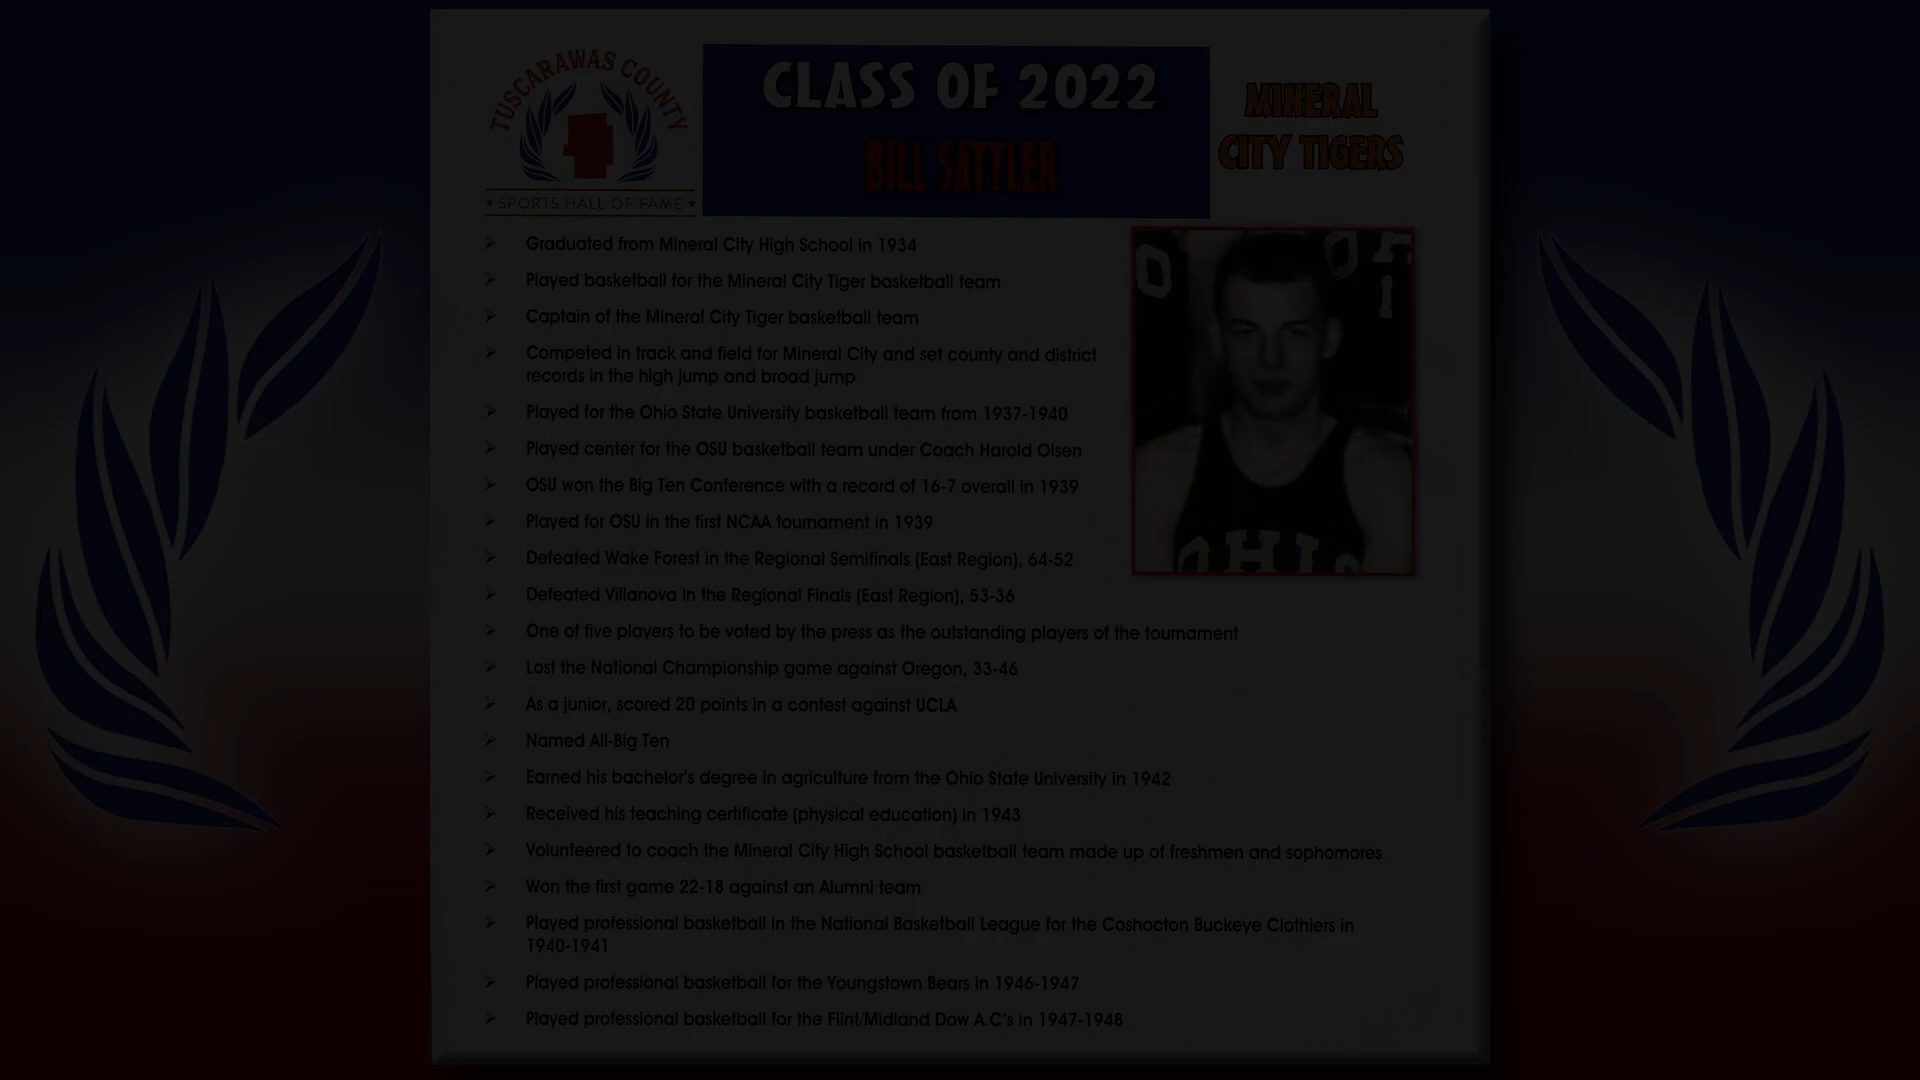 TUSCARAWAS COUNTY
SPORTS HALL OF FAME
CLASS OF 2022
BILL SATTLER
MINERAL
CITY TIGERS
Graduated from Mineral City High School in 1934
Played basketball for the Mineral City Tiger basketball team
Captain of the Mineral City Tiger basketball team
Competed in track and field for Mineral City and set county and district
records in the high jump and broad jump
Played for the Ohio State University basketball team from 1937-1940
Played center for the OSU basketball team under Coach Harold Olsen
OSU won the Big Ten Conference with a record of 16-7 overall in 1939
Played for OSU in the first NCAA tournament in 1939
Defeated Wake Forest in the Regional Semifinals (East Region), 64-52
Defeated Villanova in the Regional Finals (East Region), 53-36
One of five players to be voted by the press as the outstanding players of the tournament
Lost the National Championship game against Oregon, 33-46
As a junior, scored 20 points in a contest against UCLA
Named All-Big Ten
Earned his bachelor's degree in agriculture from the Ohio State University in 1942
Received his teaching certificate (physical education) in 1943
Volunteered to coach the Mineral City High School basketball team made up of freshmen and sophomores
Won the first game 22-18 against an Alumni team
Played professional basketball in the National Basketball League for the Coshocton Buckeye Clothiers in
1940-1941
Played professional basketball for the Youngstown Bears in 1946-1947
Played professional basketball for the Flint/Midland Dow A.C's in 1947-1948
OHIO